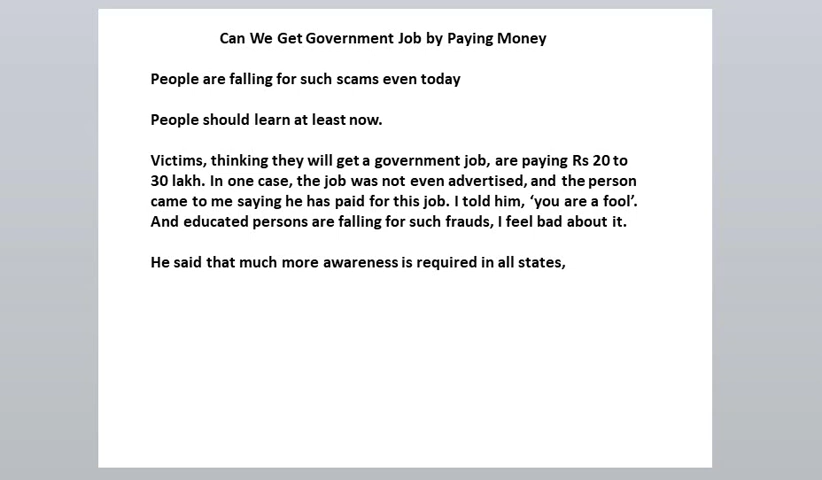 Can We Get Government Job by Paying Money
People are falling for such scams even today
People should learn at least now.
Victims, thinking they will get a government job, are paying Rs 20 to
30 lakh. In one case, the job was not even advertised, and the person
came to me saying he has paid for this job. I told him, ‘you are a fool’.
And educated persons are falling for such frauds, I feel bad about it.
He said that much more awareness is required in all states,